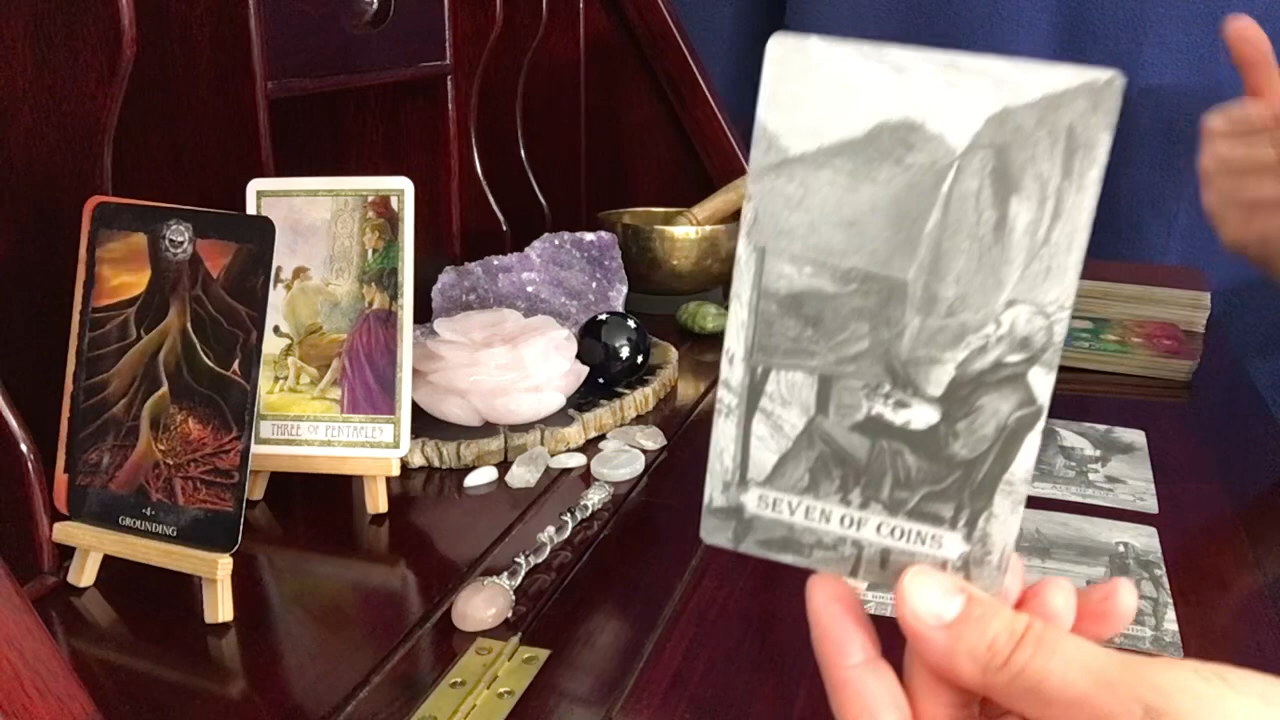 ·4·
GROUNDING
THREE OF PENTACLES
SEVEN OF COINS